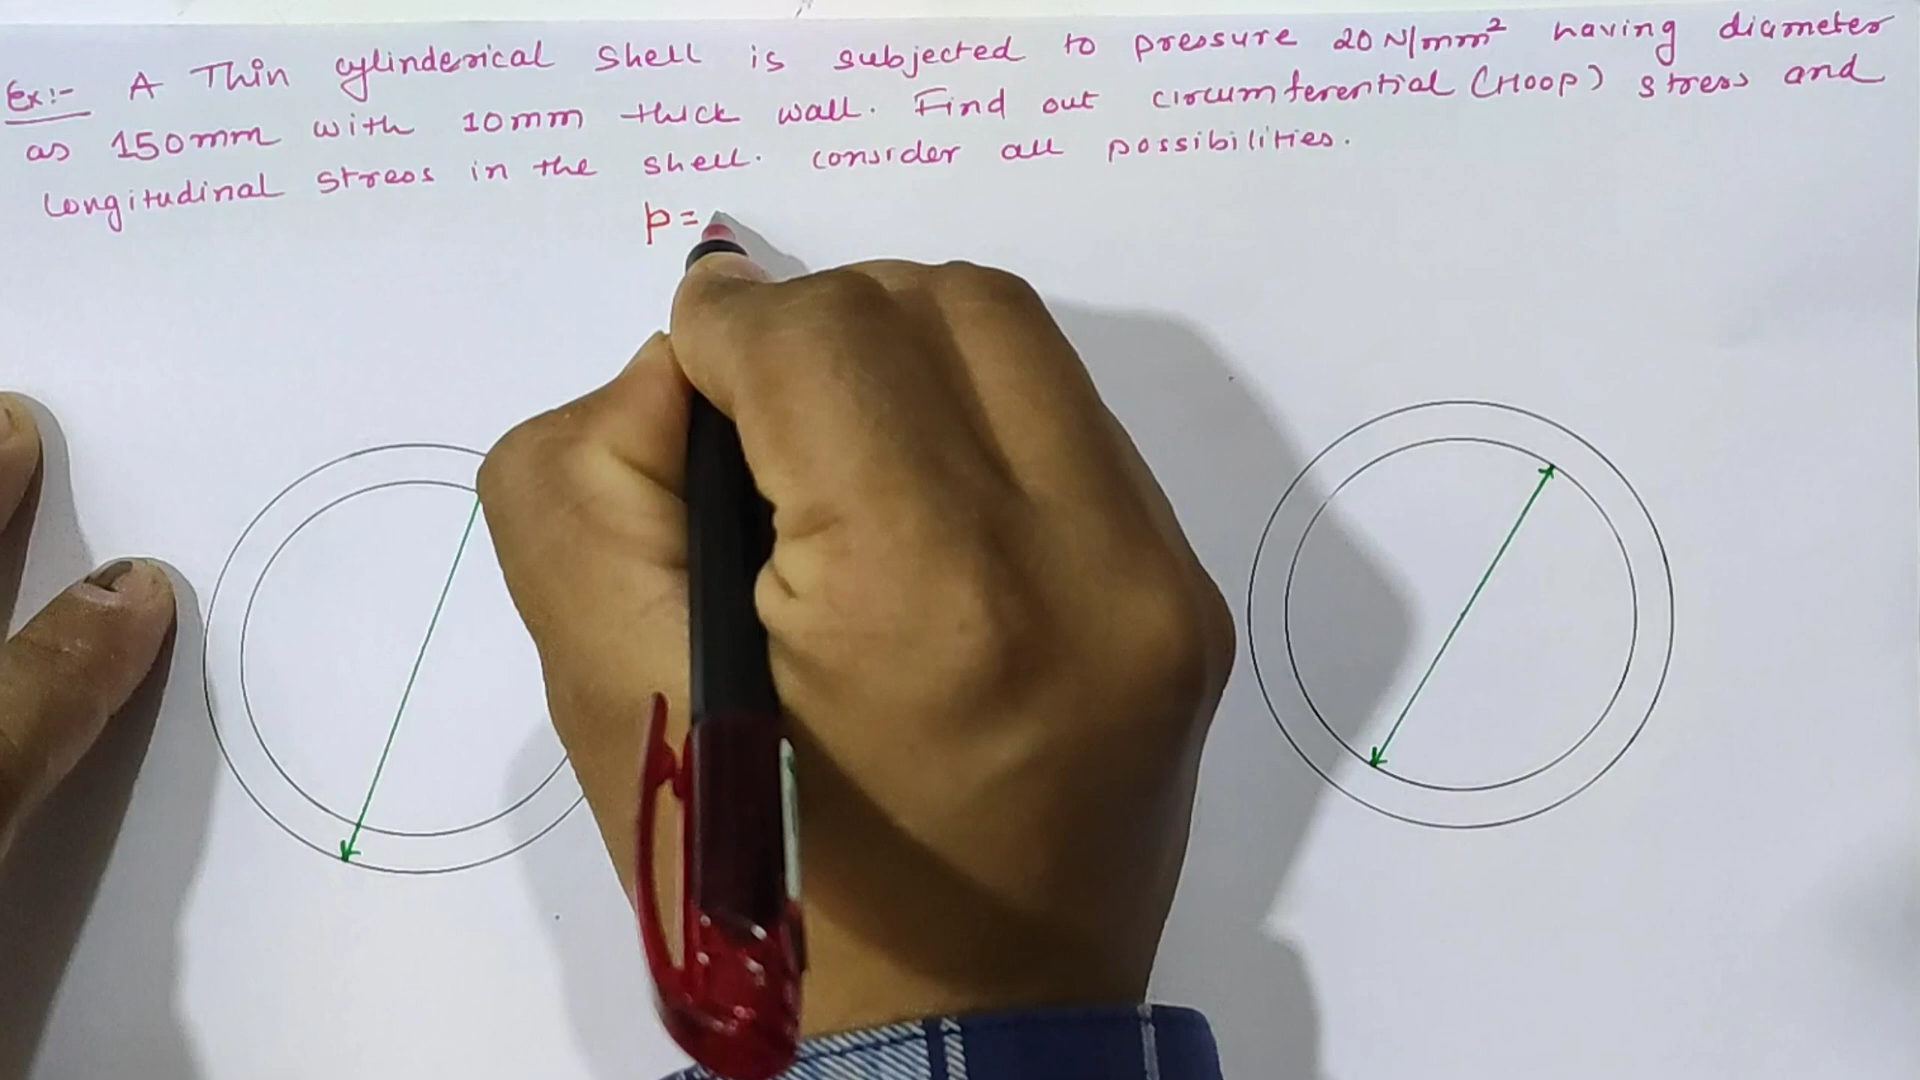 Ex:- A Thin cylinderical shell is subjected to pressure 20 N/mm² having diameter
as 150mm with 10mm thick wall. Find out circumferential (Hoop) stress and
longitudinal stress in the shell. consider all possibilities.
p =